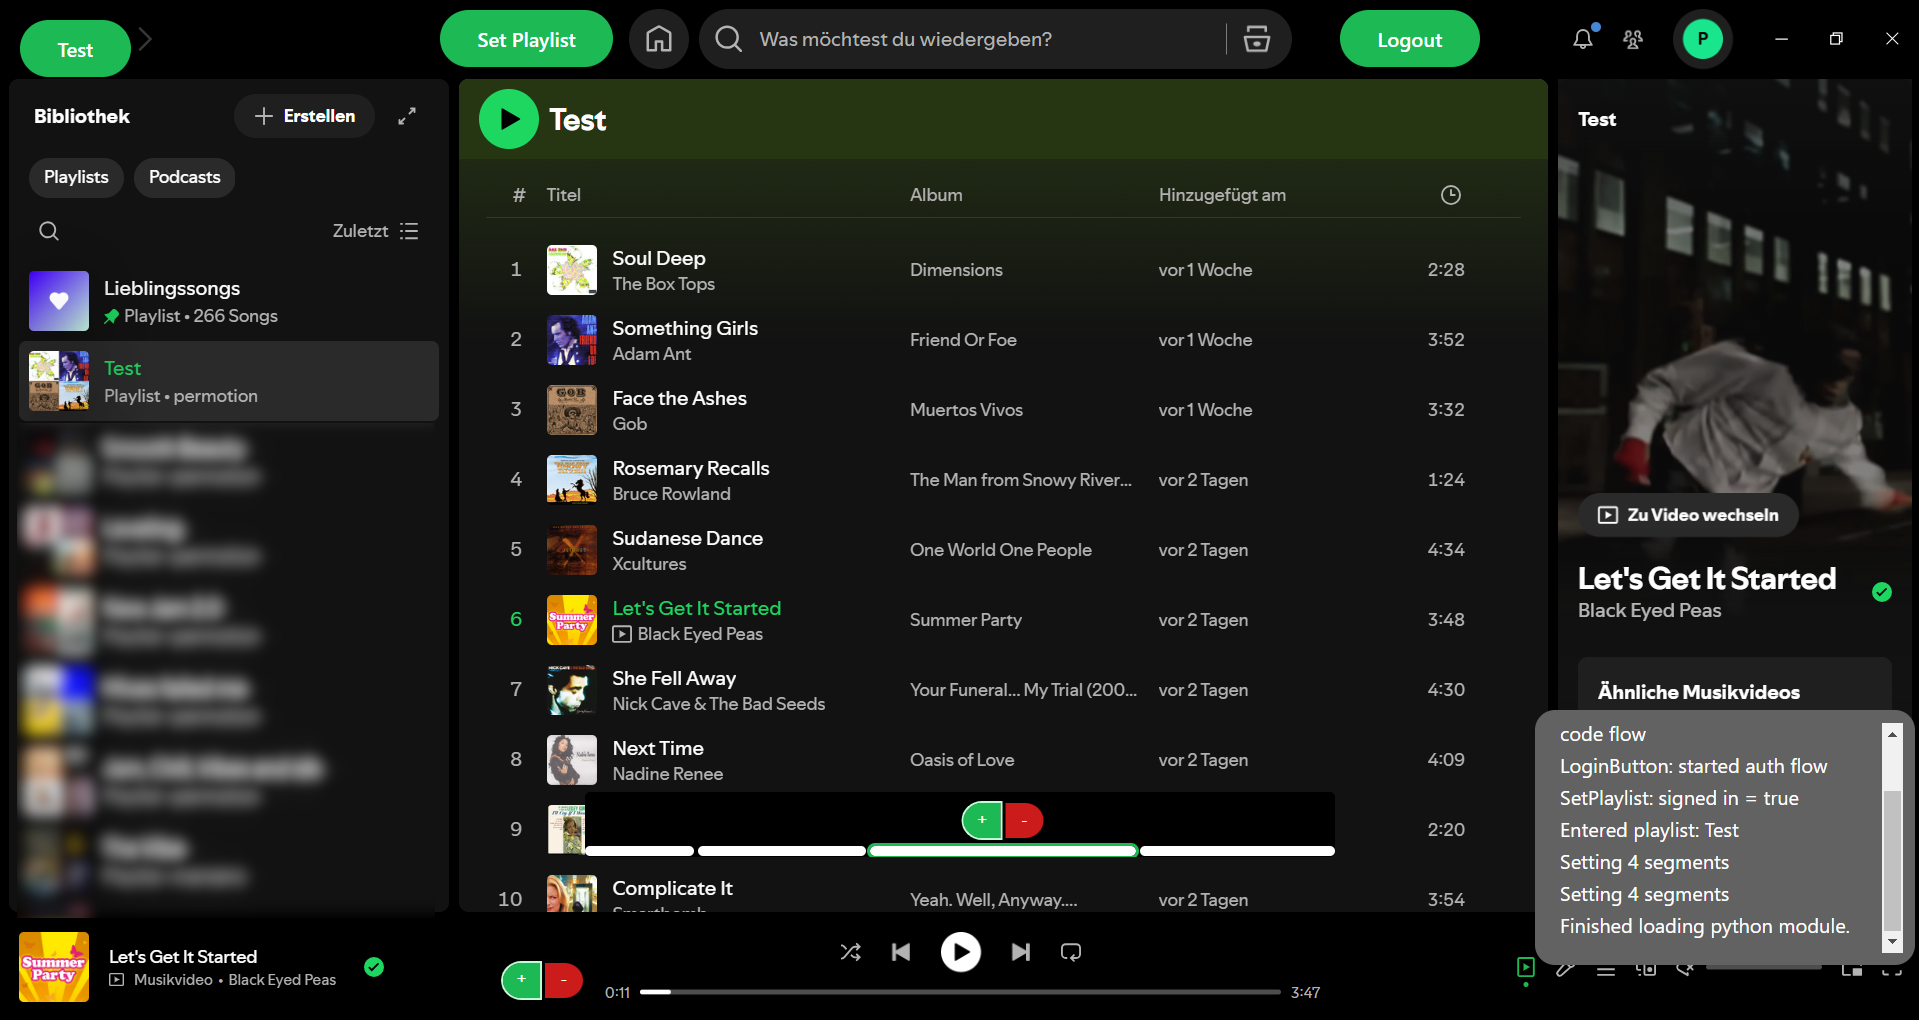 Test
Set Playlist
Was möchtest du wiedergeben?
Logout
P
Bibliothek
Erstellen
Playlists
Podcasts
Zuletzt
Lieblingssongs
Playlist • 266 Songs
Test
Playlist • permotion
Test
# Titel Album Hinzugefügt am
1 Soul Deep Dimensions vor 1 Woche 2:28
The Box Tops
2 Something Girls Friend Or Foe vor 1 Woche 3:52
Adam Ant
3 Face the Ashes Muertos Vivos vor 1 Woche 3:32
Gob
4 Rosemary Recalls The Man from Snowy River... vor 2 Tagen 1:24
Bruce Rowland
5 Sudanese Dance One World One People vor 2 Tagen 4:34
Xcultures
6 Let's Get It Started Summer Party vor 2 Tagen 3:48
Black Eyed Peas
7 She Fell Away Your Funeral... My Trial (200... vor 2 Tagen 4:30
Nick Cave & The Bad Seeds
8 Next Time Oasis of Love vor 2 Tagen 4:09
Nadine Renee
9 2:20
+ -
10 Complicate It Yeah. Well, Anyway.... vor 2 Tagen 3:54
Test
Zu Video wechseln
Let's Get It Started
Black Eyed Peas
Ähnliche Musikvideos
code flow
LoginButton: started auth flow
SetPlaylist: signed in = true
Entered playlist: Test
Setting 4 segments
Setting 4 segments
Finished loading python module.
Summer
Party
Let's Get It Started
Musikvideo • Black Eyed Peas
+ -
0:11
3:47